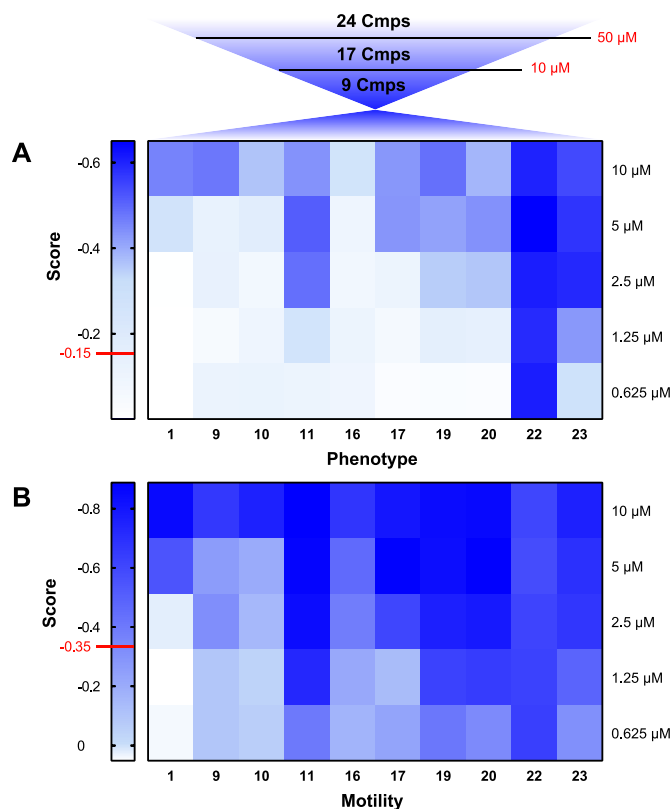 24 Cmps
50 µM
17 Cmps
10 µM
9 Cmps
A
Score
-0.6
-0.4
-0.2
-0.15
10 µM
5 µM
2.5 µM
1.25 µM
0.625 µM
1 9 10 11 16 17 19 20 22 23
Phenotype
B
Score
-0.8
-0.6
-0.4
-0.35
-0.2
0
10 µM
5 µM
2.5 µM
1.25 µM
0.625 µM
1 9 10 11 16 17 19 20 22 23
Motility